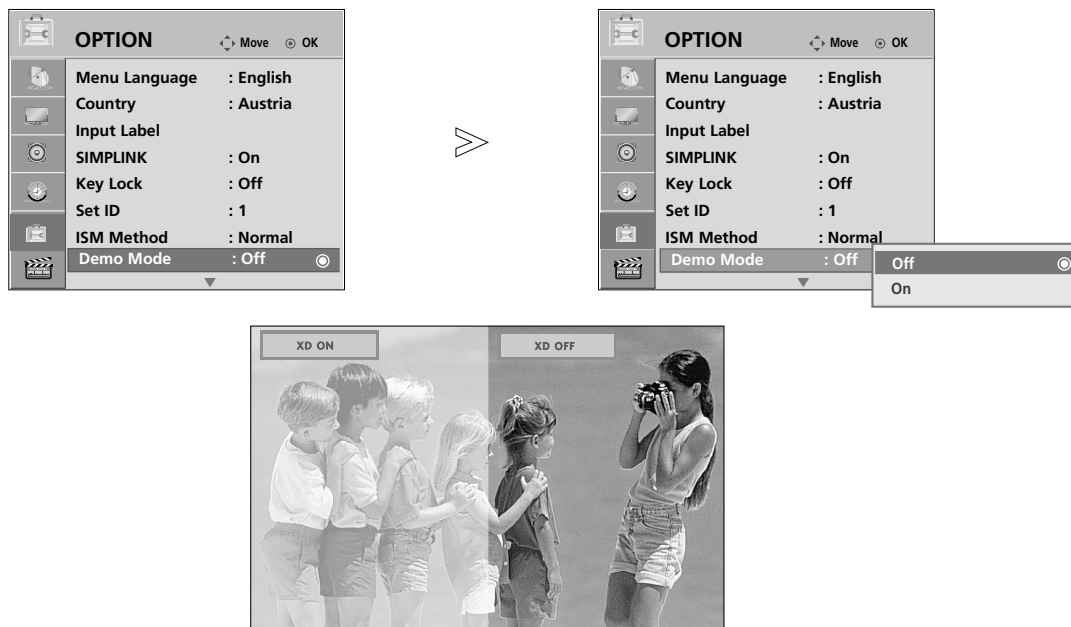 OPTION Move OK
Menu Language : English
Country : Austria
Input Label
SIMPLINK : On
Key Lock : Off
Set ID : 1
ISM Method : Normal
Demo Mode : Off
OPTION Move OK
Menu Language : English
Country : Austria
Input Label
SIMPLINK : On
Key Lock : Off
Set ID : 1
ISM Method : Normal
Demo Mode : Off
Off
On
XD ON XD OFF